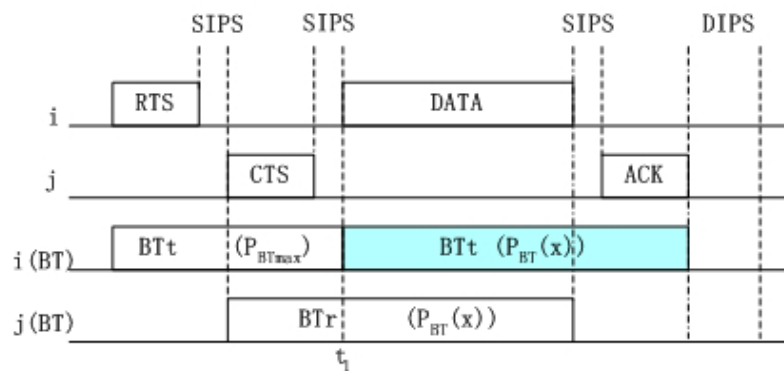 SIPS SIPS SIPS DIPS
i RTS DATA
j CTS ACK
i(BT) BTt (P_BTmax) BTt (P_BT(x))
j(BT) BTr (P_BT(x))
t_1